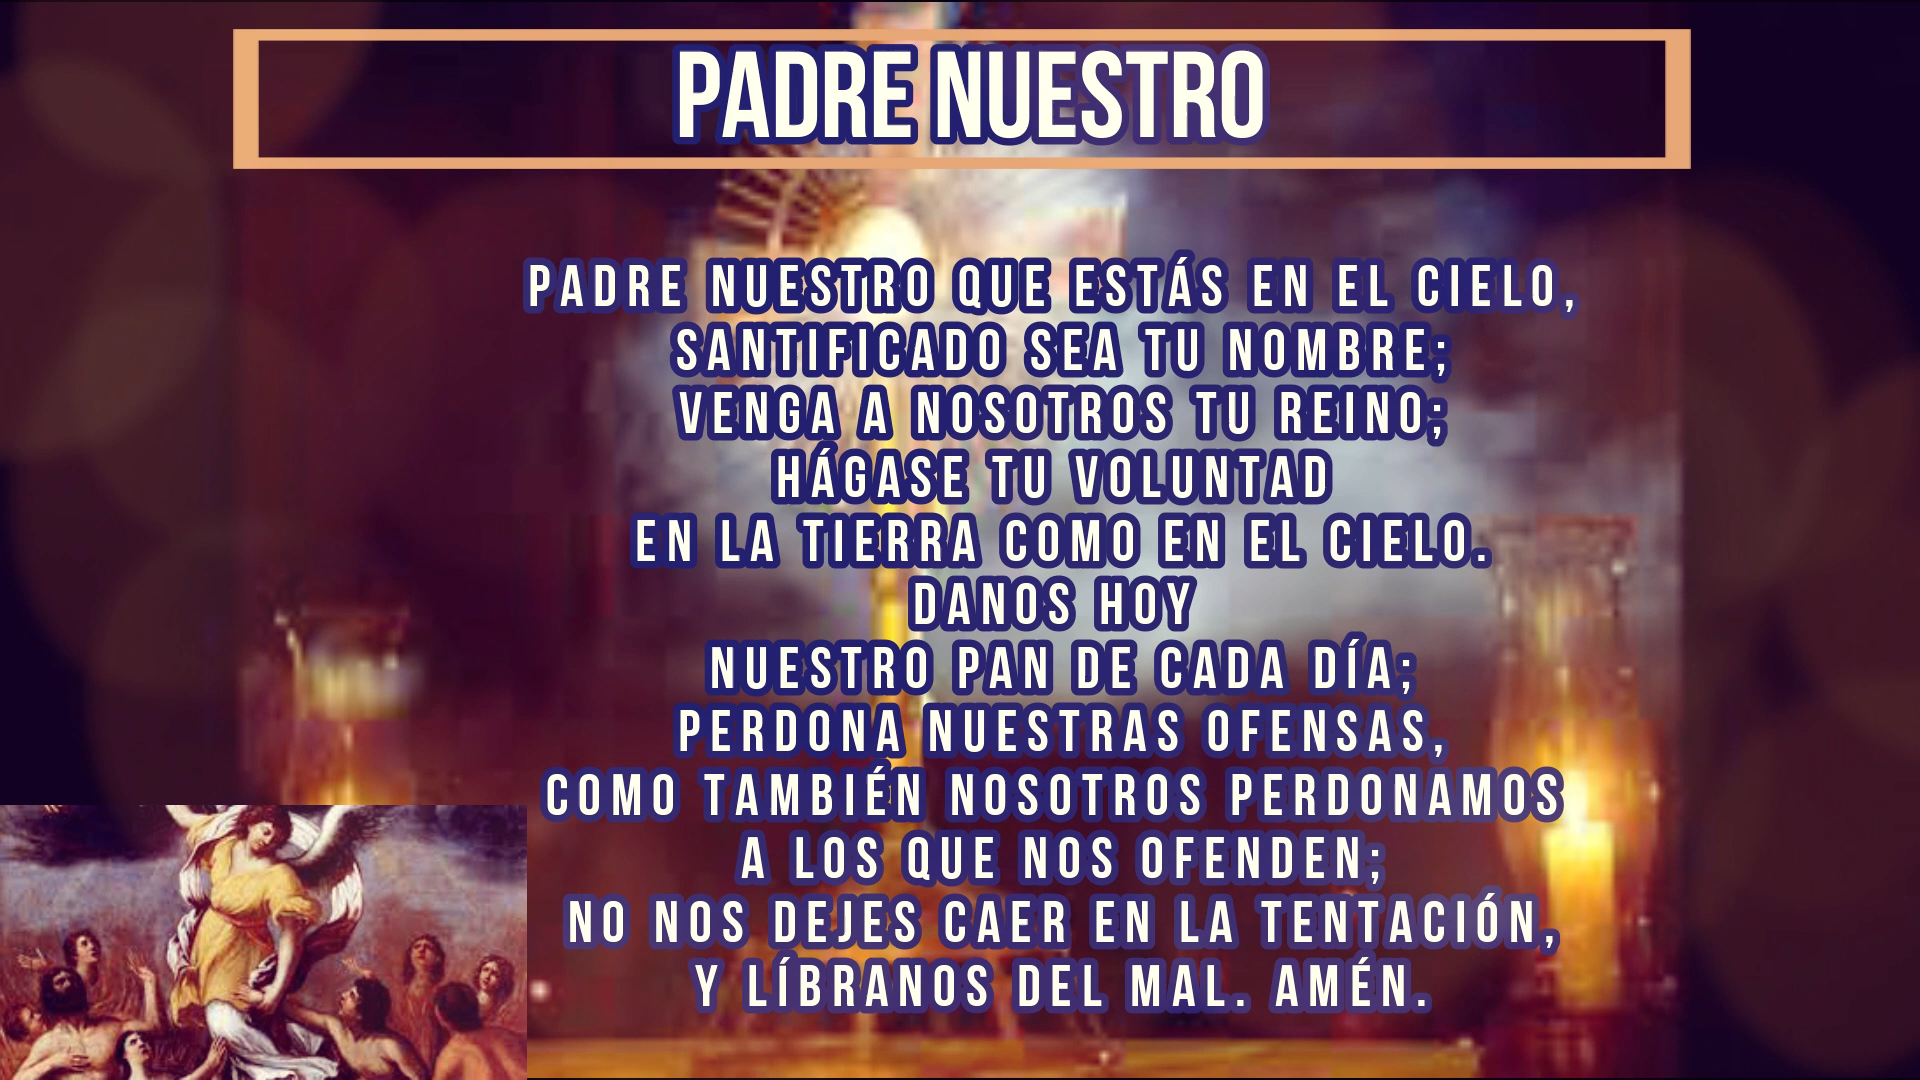 PADRE NUESTRO
PADRE NUESTRO QUE ESTÁS EN EL CIELO,
SANTIFICADO SEA TU NOMBRE;
VENGA A NOSOTROS TU REINO;
HÁGASE TU VOLUNTAD
EN LA TIERRA COMO EN EL CIELO.
DANOS HOY
NUESTRO PAN DE CADA DÍA;
PERDONA NUESTRAS OFENSAS,
COMO TAMBIÉN NOSOTROS PERDONAMOS
A LOS QUE NOS OFENDEN;
NO NOS DEJES CAER EN LA TENTACIÓN,
Y LÍBRANOS DEL MAL. AMÉN.